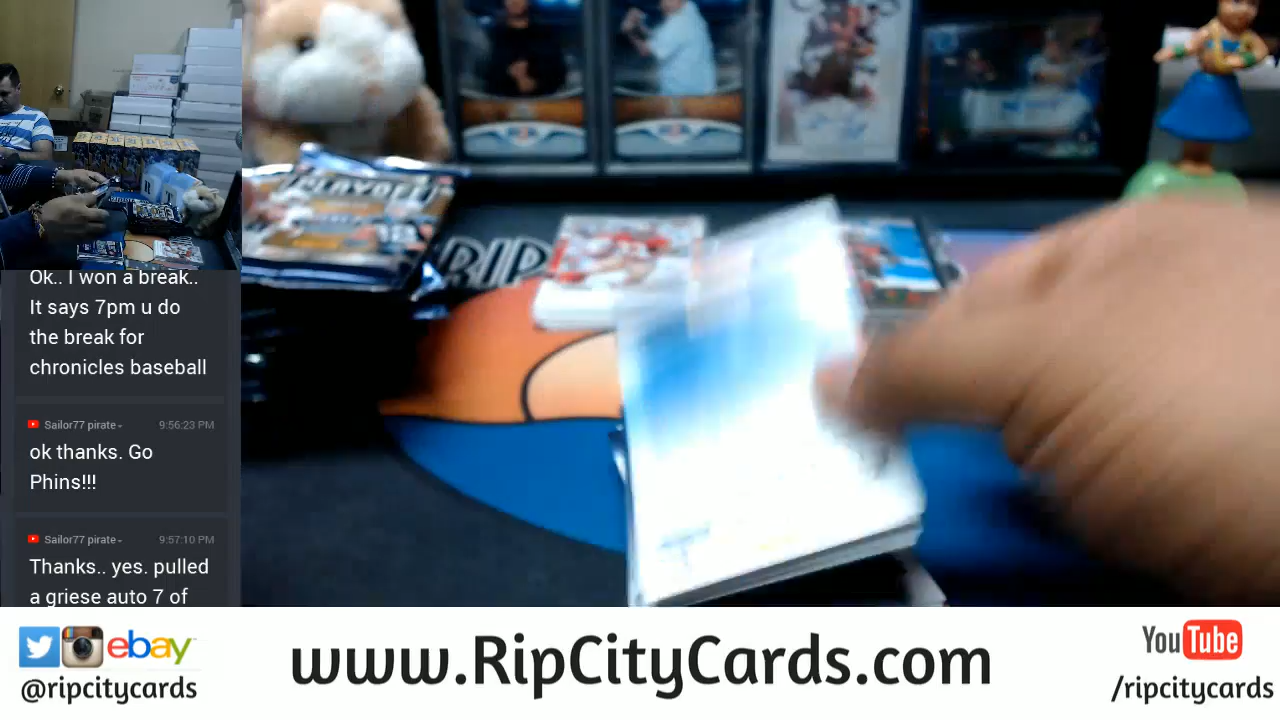 Ok.. I won a break..
It says 7pm u do
the break for
chronicles baseball
Sailor77 pirate -
9:56:23 PM
ok thanks. Go
Phins!!!
Sailor77 pirate -
9:57:10 PM
Thanks.. yes. pulled
a griese auto 7 of
PLAYOFF
RIP
ebay
@ripcitycards
www.RipCityCards.com
YouTube
/ripcitycards